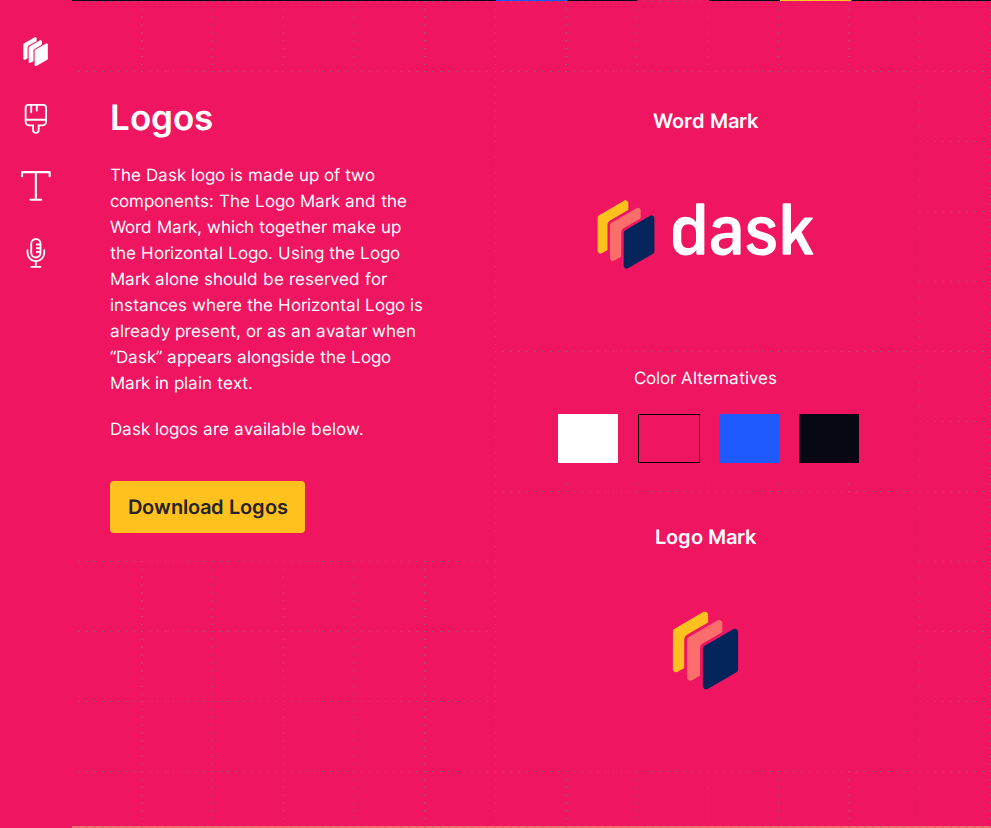 Logos
The Dask logo is made up of two
components: The Logo Mark and the
Word Mark, which together make up
the Horizontal Logo. Using the Logo
Mark alone should be reserved for
instances where the Horizontal Logo is
already present, or as an avatar when
“Dask” appears alongside the Logo
Mark in plain text.
Dask logos are available below.
Download Logos
Word Mark
dask
Color Alternatives
Logo Mark